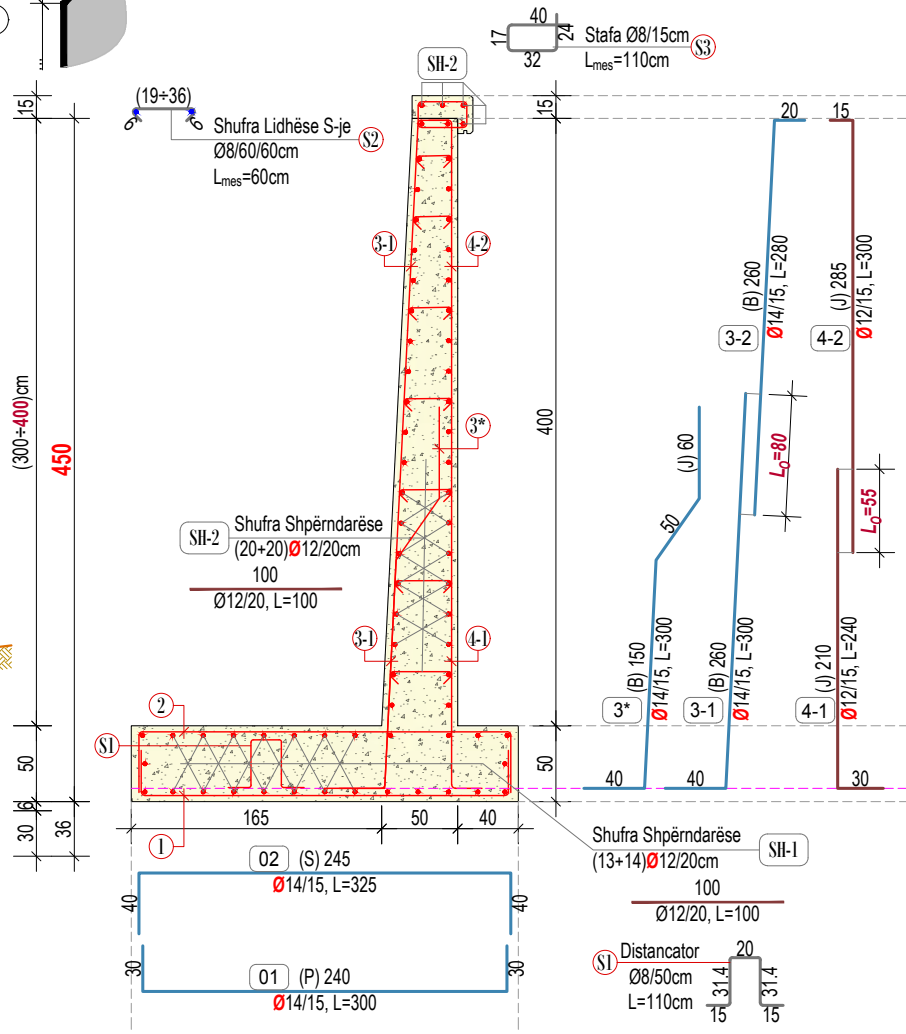 40
17
24
32
Stafa Ø8/15cm
Lmes=110cm
S3
SH-2
15
15
(19÷36)
6
6
Shufra Lidhëse S-je
Ø8/60/60cm
Lmes=60cm
S2
20
15
3-1
4-2
(B) 260
Ø14/15, L=280
3-2
(J) 285
Ø12/15, L=300
4-2
(300÷400)cm
450
400
3*
(J) 60
L0=80
50
L0=55
SH-2
Shufra Shpërndarëse
(20+20)Ø12/20cm
100
Ø12/20, L=100
3-1
4-1
(B) 150
Ø14/15, L=300
3*
(B) 260
Ø14/15, L=300
3-1
(J) 210
Ø12/15, L=240
4-1
2
S1
50
50
40
40
30
6
30
36
165
50
40
1
Shufra Shpërndarëse
(13+14)Ø12/20cm
SH-1
100
Ø12/20, L=100
02
(S) 245
Ø14/15, L=325
40
40
01
(P) 240
Ø14/15, L=300
30
30
S1
Distancator
Ø8/50cm
L=110cm
20
31.4
31.4
15
15